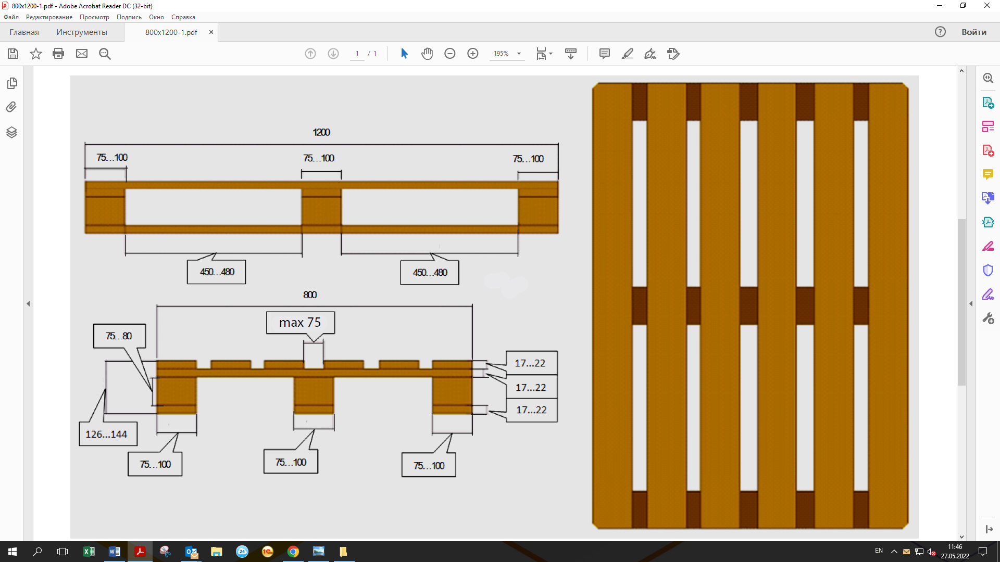 800x1200-1.pdf - Adobe Acrobat Reader DC (32-bit)
Файл Редактирование Просмотр Подпись Окно Справка
Главная Инструменты 800x1200-1.pdf × ? Войти
1 / 1 195%
1200
75...100 75...100 75...100
450...480 450...480
800
max 75
75...80
17...22
17...22
17...22
126...144
75...100 75...100 75...100
24 1С
EN 11:46
27.05.2022